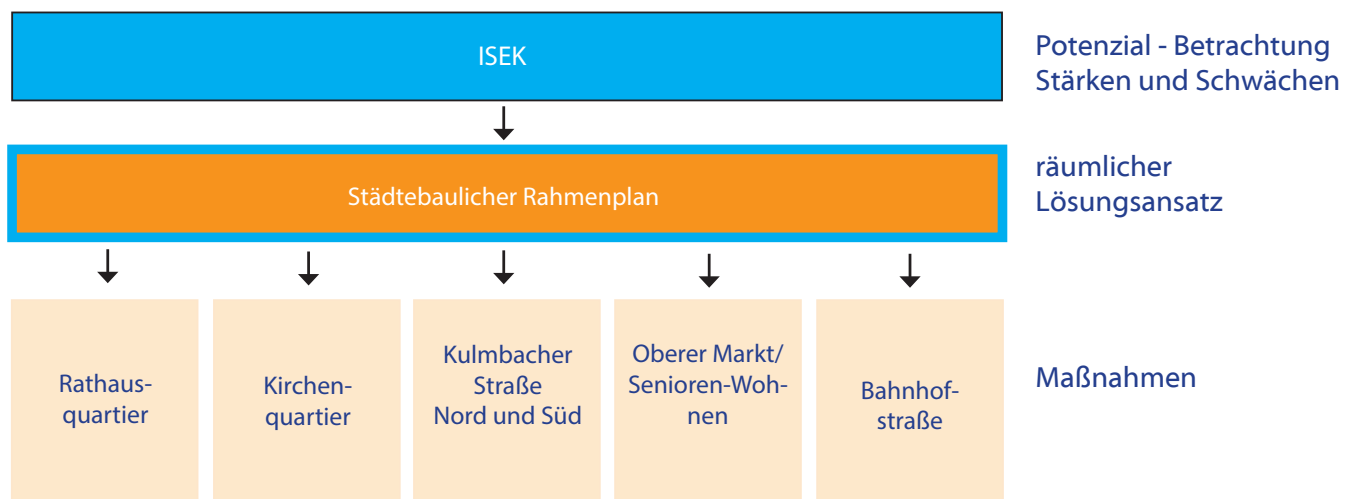 ISEK
Potenzial - Betrachtung
Stärken und Schwächen
Städtebaulicher Rahmenplan
räumlicher
Lösungsansatz
Rathaus-
quartier
Kirchen-
quartier
Kulmbacher
Straße
Nord und Süd
Oberer Markt/
Senioren-Woh-
nen
Bahnhof-
straße
Maßnahmen